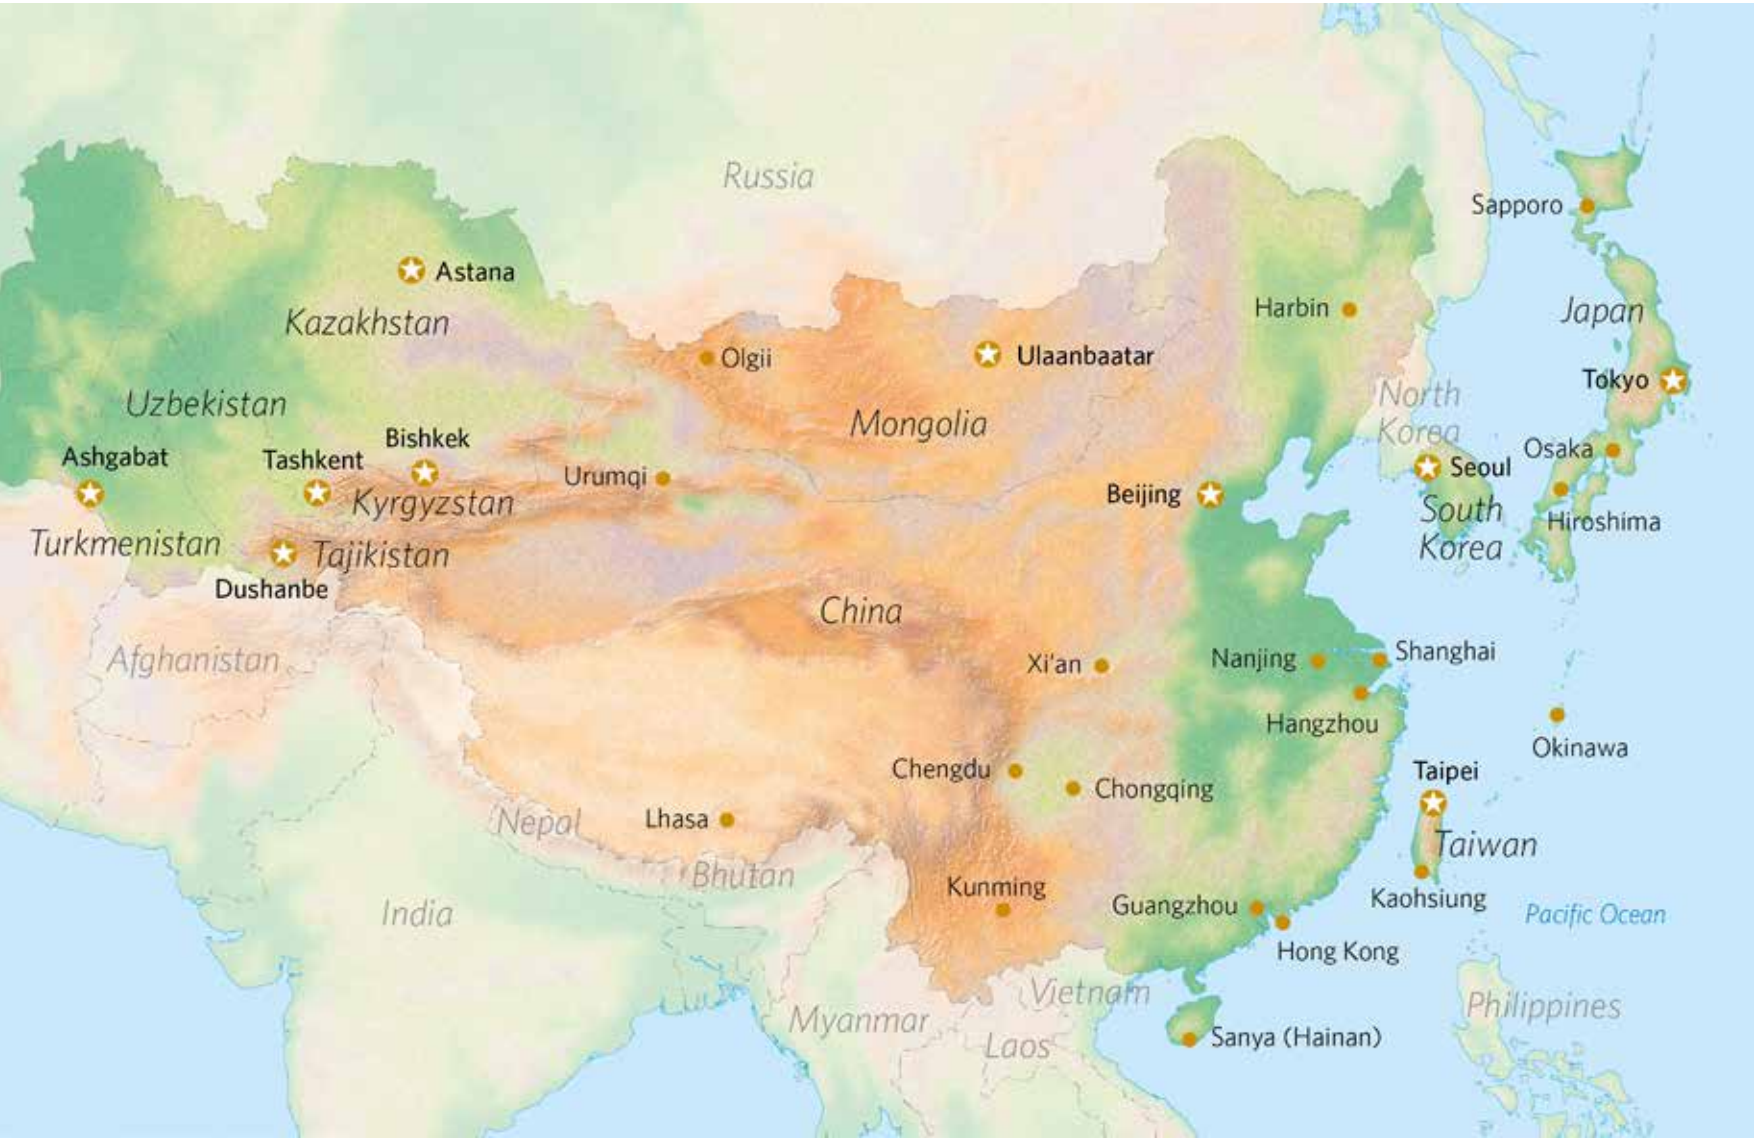 Russia
Sapporo
Astana
Kazakhstan
Harbin
Japan
Olgii
Ulaanbaatar
Tokyo
Uzbekistan
North
Korea
Mongolia
Bishkek
Ashgabat
Tashkent
Osaka
Urumqi
Seoul
Kyrgyzstan
Beijing
South
Korea
Hiroshima
Turkmenistan
Tajikistan
Dushanbe
China
Afghanistan
Xi'an
Nanjing
Shanghai
Hangzhou
Okinawa
Chengdu
Taipei
Chongqing
Nepal
Lhasa
Taiwan
Bhutan
Kunming
Kaohsiung
Guangzhou
India
Pacific Ocean
Hong Kong
Vietnam
Philippines
Myanmar
Laos
Sanya (Hainan)